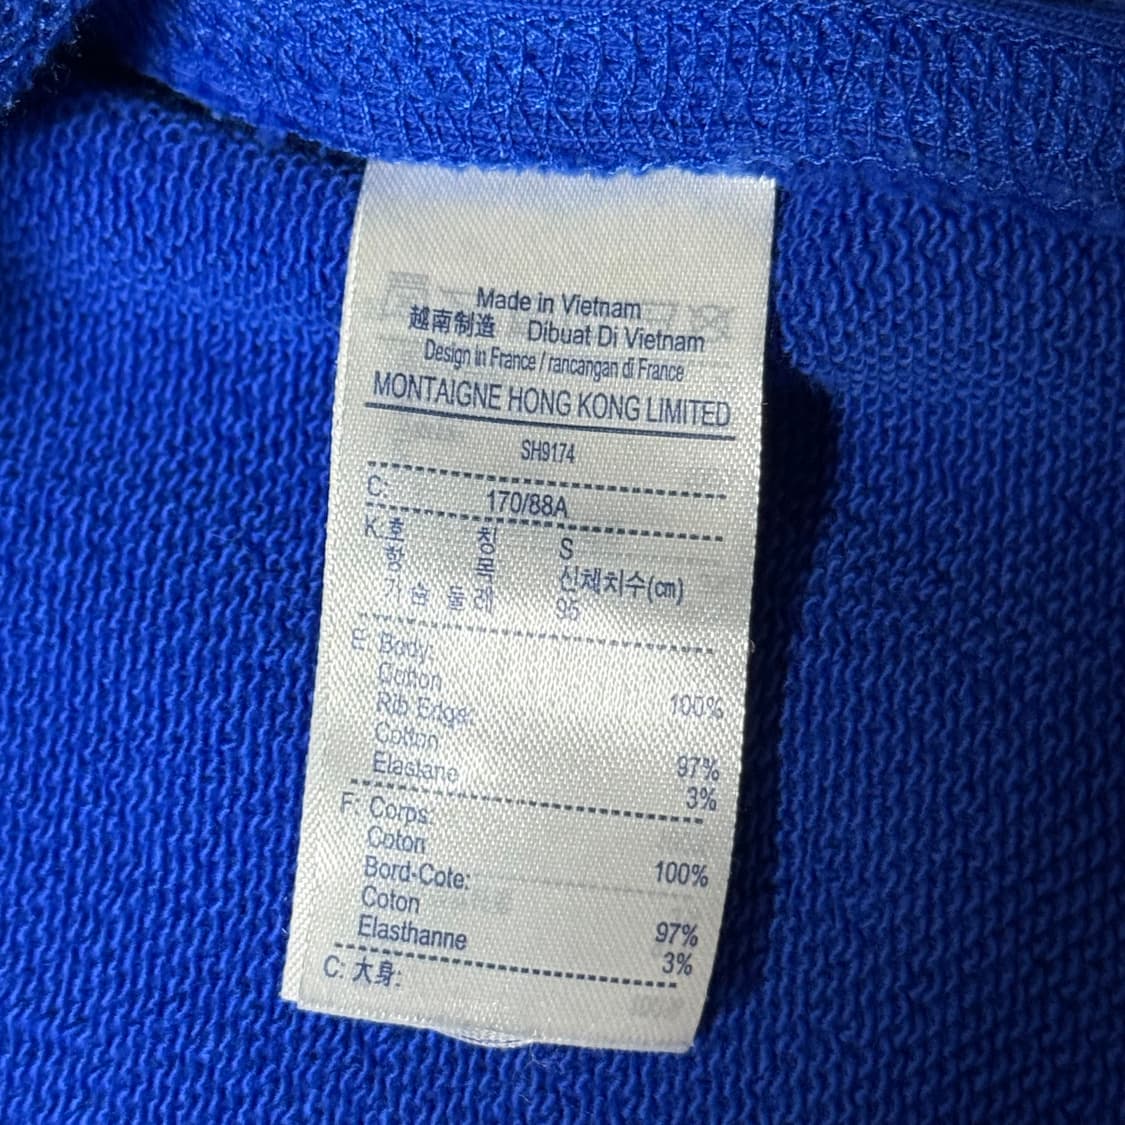 Made in Vietnam
越南制造 Dibuat Di Vietnam
Design in France / rancangan di France
MONTAIGNE HONG KONG LIMITED
SH9174
C: 170/88A
K: 호 칭 S
형 목 신체치수(cm)
가 슴 둘 레 95
E: Body:
Cotton 100%
Rib Edge:
Cotton 97%
Elastane 3%
F: Corps:
Coton 100%
Bord-Cote:
Coton 97%
Elasthanne 3%
C: 大身: